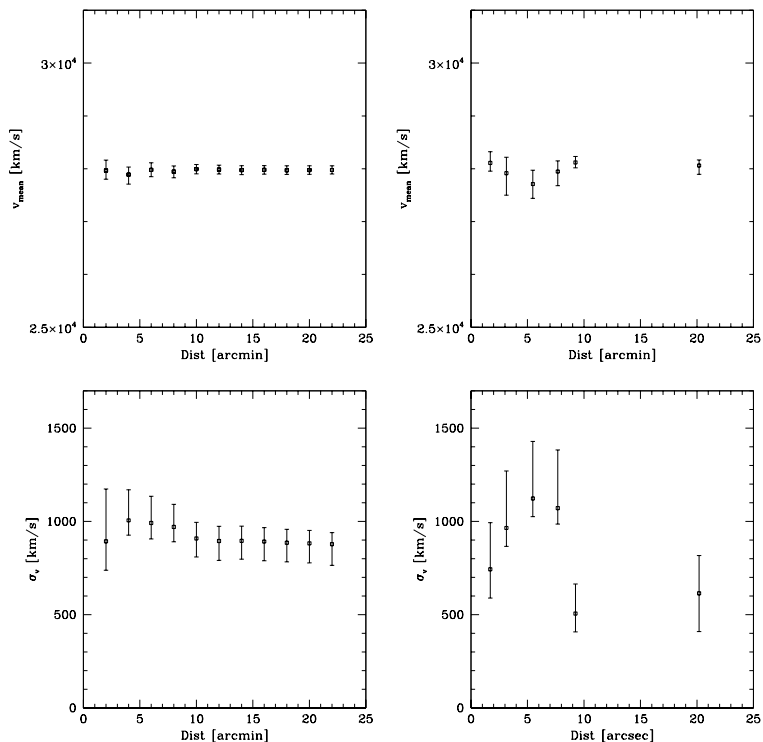 3×10⁴
2.5×10⁴
v_mean [km/s]
0 5 10 15 20 25
Dist [arcmin]
3×10⁴
2.5×10⁴
v_mean [km/s]
0 5 10 15 20 25
Dist [arcmin]
1500
1000
500
0
σ_v [km/s]
0 5 10 15 20 25
Dist [arcmin]
1500
1000
500
0
σ_v [km/s]
0 5 10 15 20 25
Dist [arcsec]